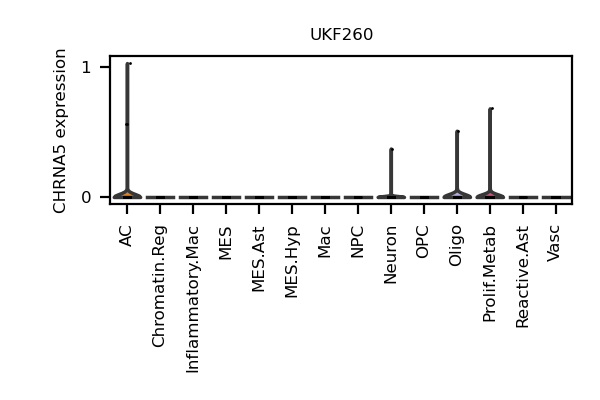 UKF260
CHRNA5 expression
1
0
AC
Chromatin.Reg
Inflammatory.Mac
MES
MES.Ast
MES.Hyp
Mac
NPC
Neuron
OPC
Oligo
Prolif.Metab
Reactive.Ast
Vasc